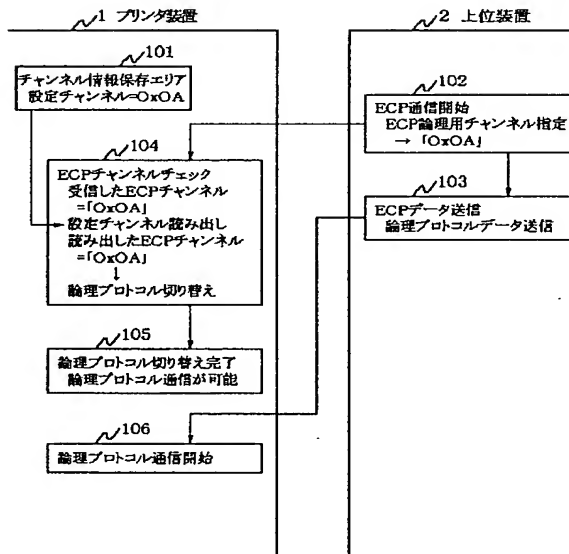 1 プリンタ装置
2 上位装置
101
チャンネル情報保存エリア
設定チャンネル=0x0A
102
ECP通信開始
ECP論理用チャンネル指定
→「0x0A」
104
ECPチャンネルチェック
受信したECPチャンネル
=「0x0A」
設定チャンネル読み出し
読み出したECPチャンネル
=「0x0A」
↓
論理プロトコル切り替え
103
ECPデータ送信
論理プロトコルデータ送信
105
論理プロトコル切り替え完了
論理プロトコル通信が可能
106
論理プロトコル通信開始